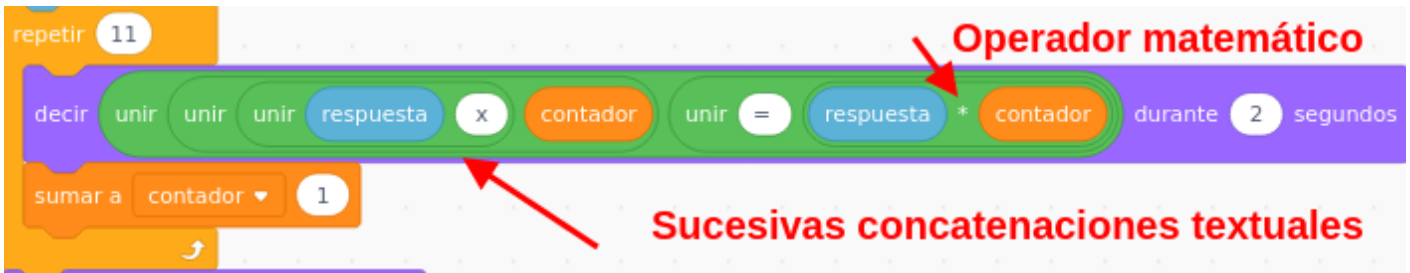 repetir 11
Operador matemático
decir unir unir unir respuesta x contador unir = respuesta * contador durante 2 segundos
sumar a contador 1
Sucesivas concatenaciones textuales